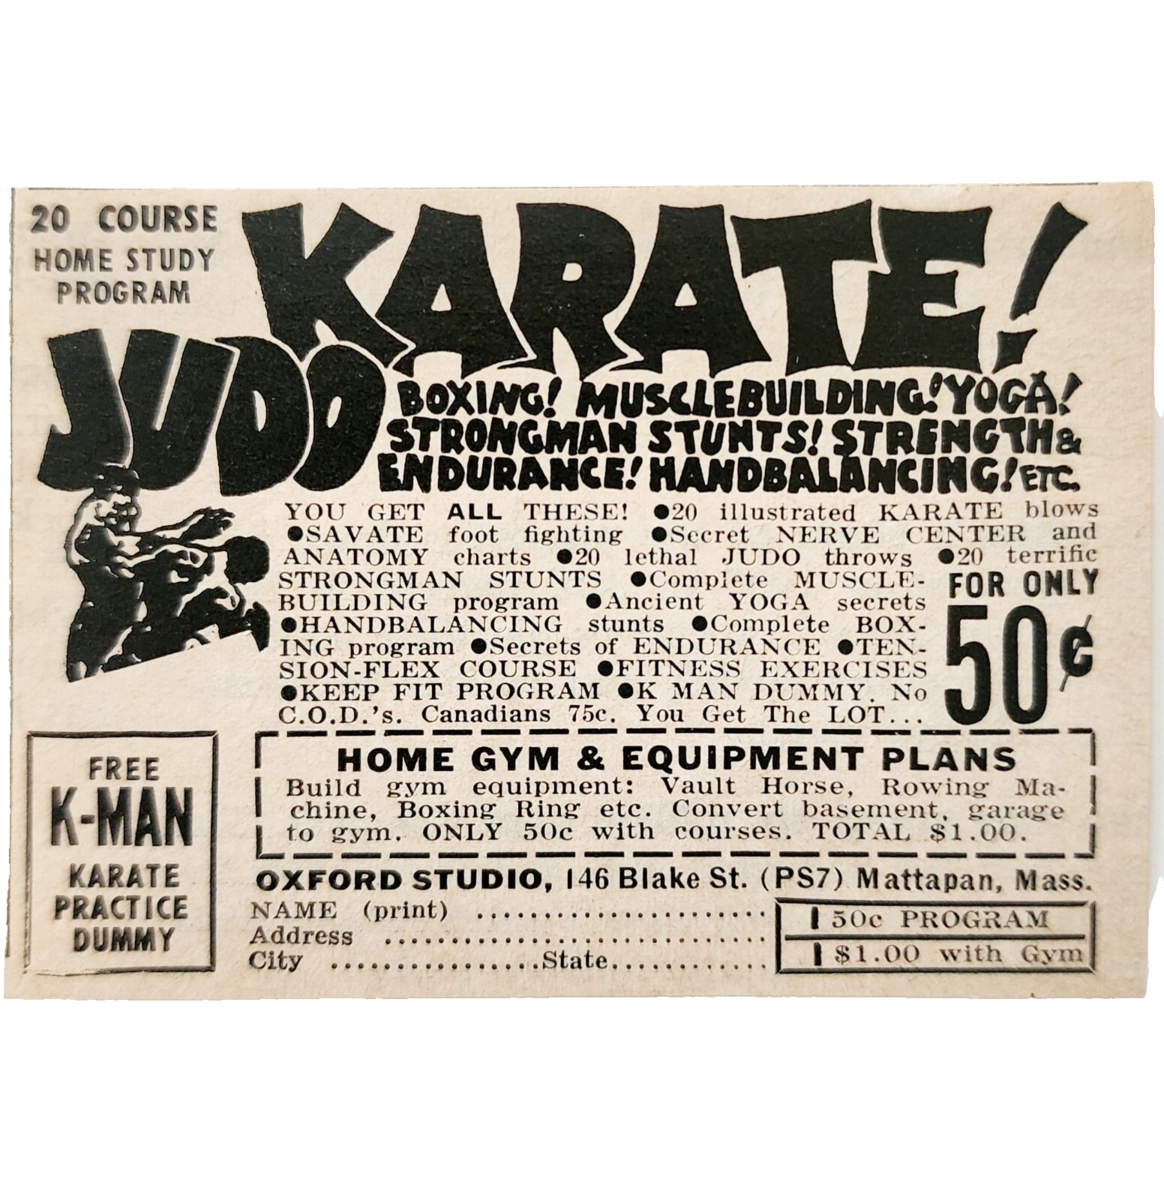 20 COURSE
HOME STUDY
PROGRAM
KARATE!
JUDO
BOXING! MUSCLEBUILDING! YOGA!
STRONGMAN STUNTS! STRENGTH &
ENDURANCE! HANDBALANCING! ETC.
YOU GET ALL THESE! ●20 illustrated KARATE blows
●SAVATE foot fighting ●Secret NERVE CENTER and
ANATOMY charts ●20 lethal JUDO throws ●20 terrific
STRONGMAN STUNTS ●Complete MUSCLE-
BUILDING program ●Ancient YOGA secrets
●HANDBALANCING stunts ●Complete BOX-
ING program ●Secrets of ENDURANCE ●TEN-
SION-FLEX COURSE ●FITNESS EXERCISES
●KEEP FIT PROGRAM ●K MAN DUMMY. No
C.O.D.'s. Canadians 75c. You Get The LOT...
FOR ONLY
50¢
FREE
K-MAN
KARATE
PRACTICE
DUMMY
HOME GYM & EQUIPMENT PLANS
Build gym equipment: Vault Horse, Rowing Ma-
chine, Boxing Ring etc. Convert basement, garage
to gym. ONLY 50c with courses. TOTAL $1.00.
OXFORD STUDIO, 146 Blake St. (PS7) Mattapan, Mass.
NAME (print) ......................
Address .............................
City ..................State.............
50c PROGRAM
$1.00 with Gym